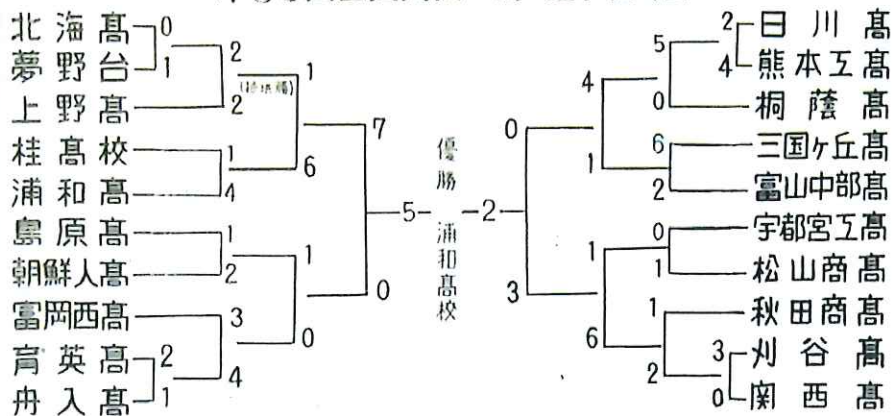 北海高 0
夢野台 1
上野高
2
2
桂高校 1
浦和高 4
1
6
島原高 1
朝鮮人高 2
富岡西高 3
育英高 2
舟入高 1
4
1
0
7
0
5
優勝 浦和高校
2
0
3
4
1
1
6
日川高 2
熊本工高 4
5
桐蔭高 0
三国ヶ丘高 6
富山中部高 2
宇都宮工高 0
松山商高 1
秋田商高 1
刈谷高 3
関西高 0
2